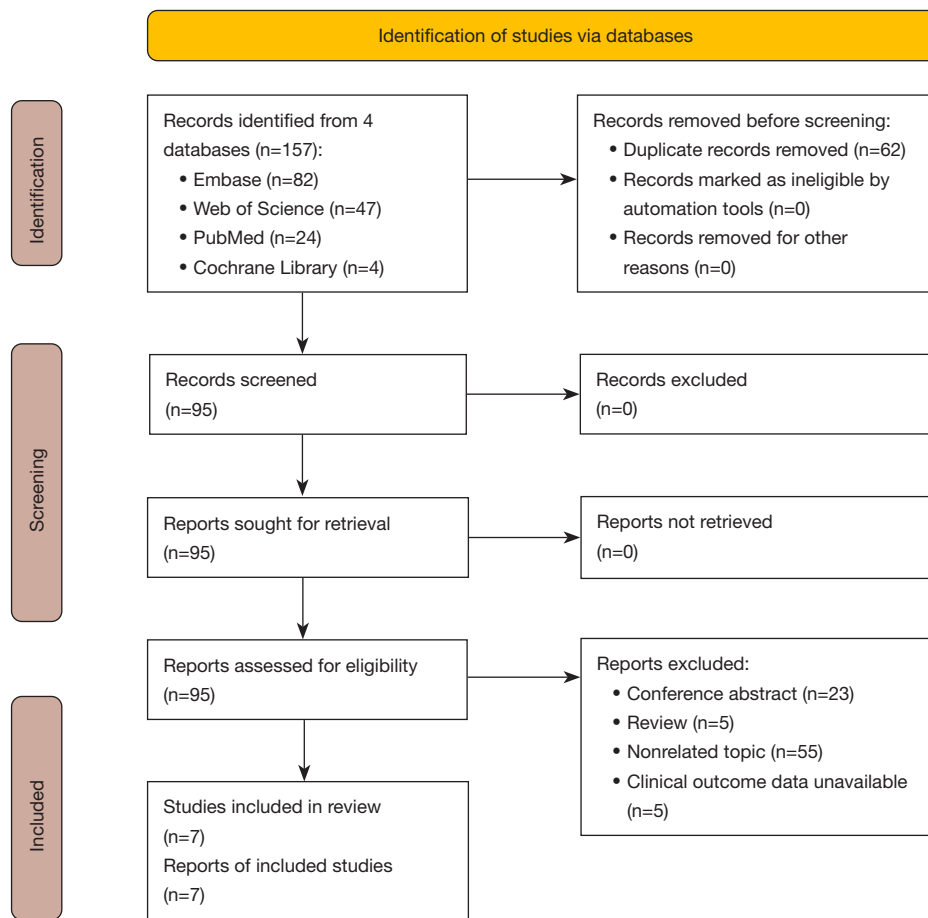 Identification of studies via databases
Identification
Records identified from 4
databases (n=157):
• Embase (n=82)
• Web of Science (n=47)
• PubMed (n=24)
• Cochrane Library (n=4)
Records removed before screening:
• Duplicate records removed (n=62)
• Records marked as ineligible by
automation tools (n=0)
• Records removed for other
reasons (n=0)
Screening
Records screened
(n=95)
Records excluded
(n=0)
Reports sought for retrieval
(n=95)
Reports not retrieved
(n=0)
Reports assessed for eligibility
(n=95)
Reports excluded:
• Conference abstract (n=23)
• Review (n=5)
• Nonrelated topic (n=55)
• Clinical outcome data unavailable
(n=5)
Included
Studies included in review
(n=7)
Reports of included studies
(n=7)